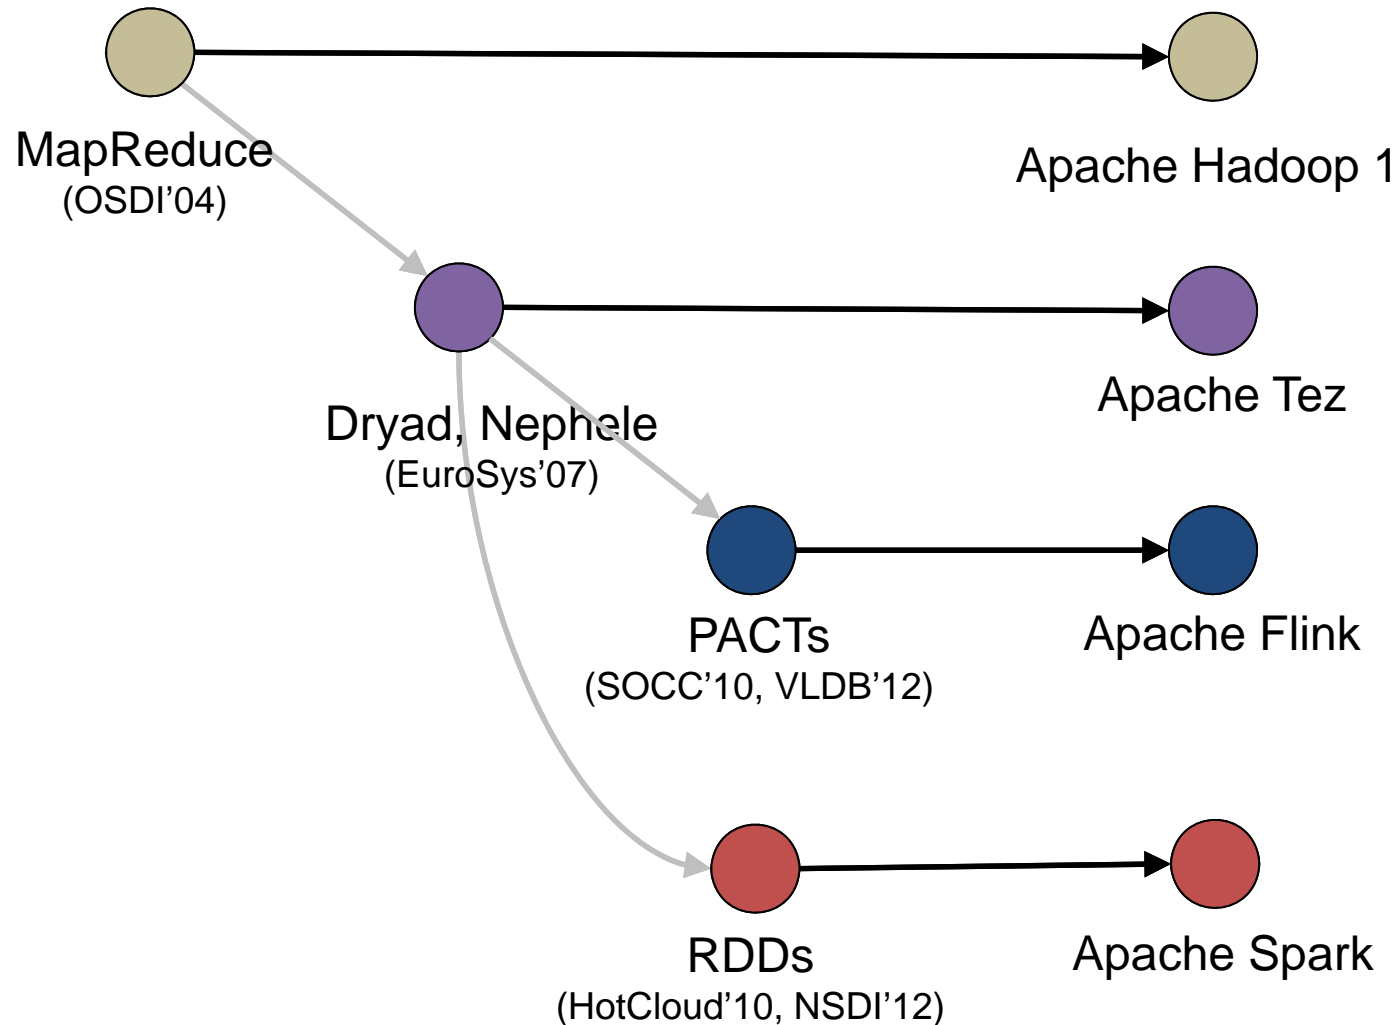 MapReduce
(OSDI’04)
Apache Hadoop 1
Dryad, Nephele
(EuroSys’07)
Apache Tez
PACTs
(SOCC’10, VLDB’12)
Apache Flink
RDDs
(HotCloud’10, NSDI’12)
Apache Spark